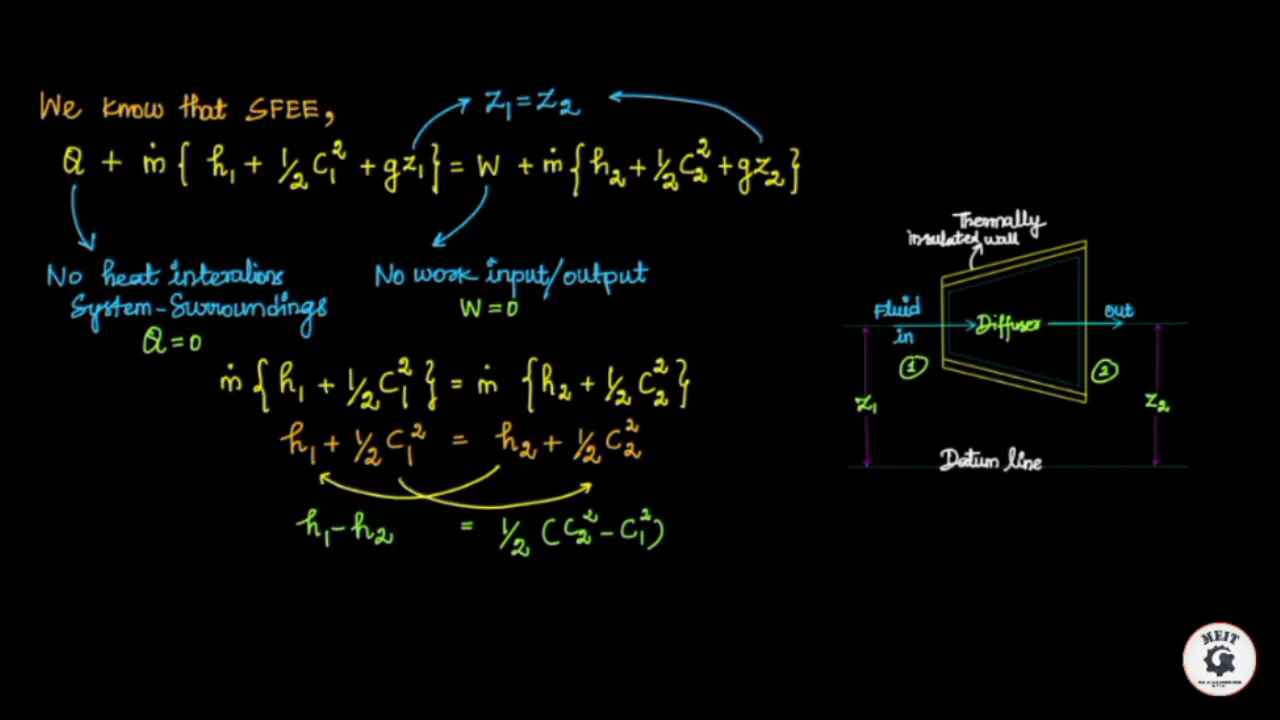 We know that SFEE,
Z₁=Z₂
Q + ṁ{ h₁ + 1/2 C₁² + gz₁} = W + ṁ{h₂ + 1/2 C₂² + gz₂}
No heat interations
System-Surroundings
Q=0
No work input/output
W=0
ṁ{h₁ + 1/2 C₁²} = ṁ {h₂ + 1/2 C₂²}
h₁ + 1/2 C₁² = h₂ + 1/2 C₂²
h₁-h₂ = 1/2 (C₂² - C₁²)
Thermally
insulated wall
Fluid
in
Diffuser
out
1
2
Z₁
Z₂
Datum line
MEIT